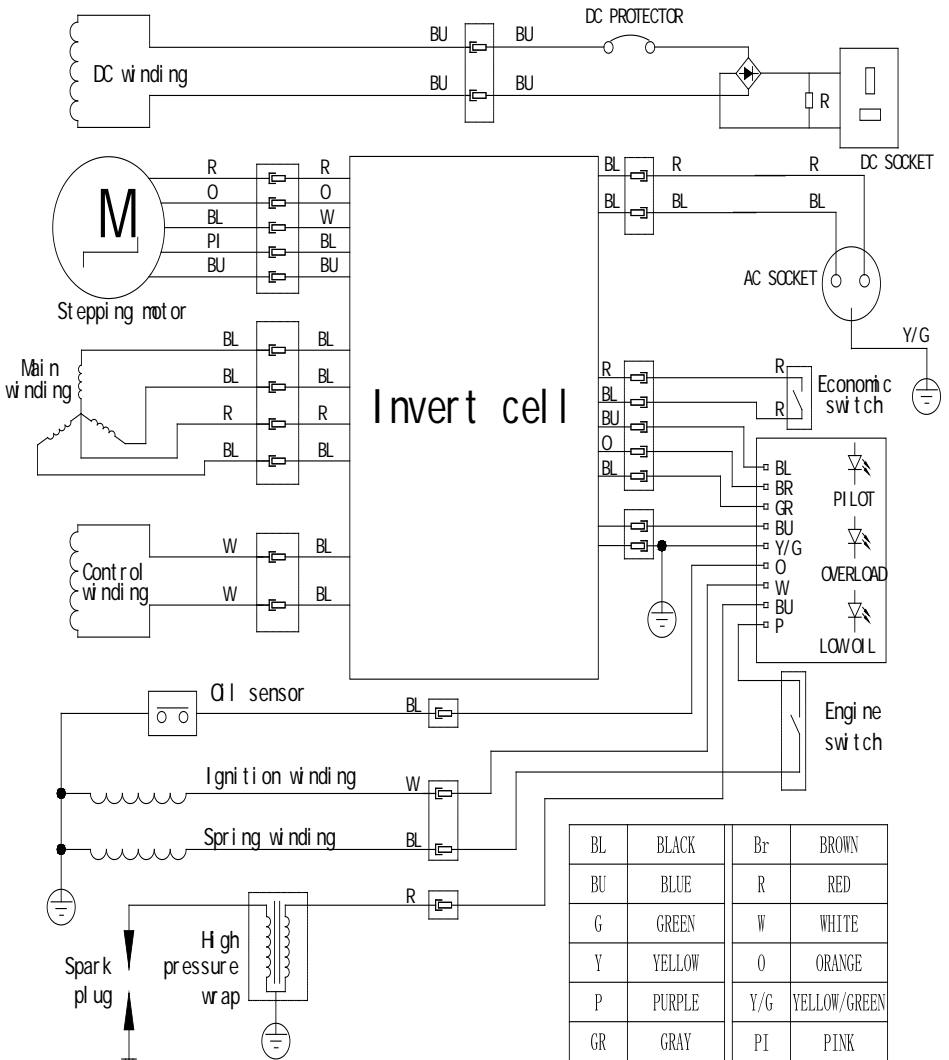 DC PROTECTOR
BU BU
DC winding
BU BU
R
DC SOCKET
M
Stepping motor
R R
O O
BL W
PI BL
BU BU
Main
winding
BL BL
BL BL
R R
BL BL
Control
winding
W BL
W BL
Invert cell
BL R R
BL BL BL
AC SOCKET
Y/G
R R
BL R
BU
O
BL
Economic
switch
BL
BR
GR
BU
Y/G
O
W
BU
P
PILOT
OVERLOAD
LOW OIL
Engine
switch
Oil sensor BL
Ignition winding W
Spring winding BL
R
Spark
plug
High
pressure
wrap
BL BLACK Br BROWN
BU BLUE R RED
G GREEN W WHITE
Y YELLOW O ORANGE
P PURPLE Y/G YELLOW/GREEN
GR GRAY PI PINK